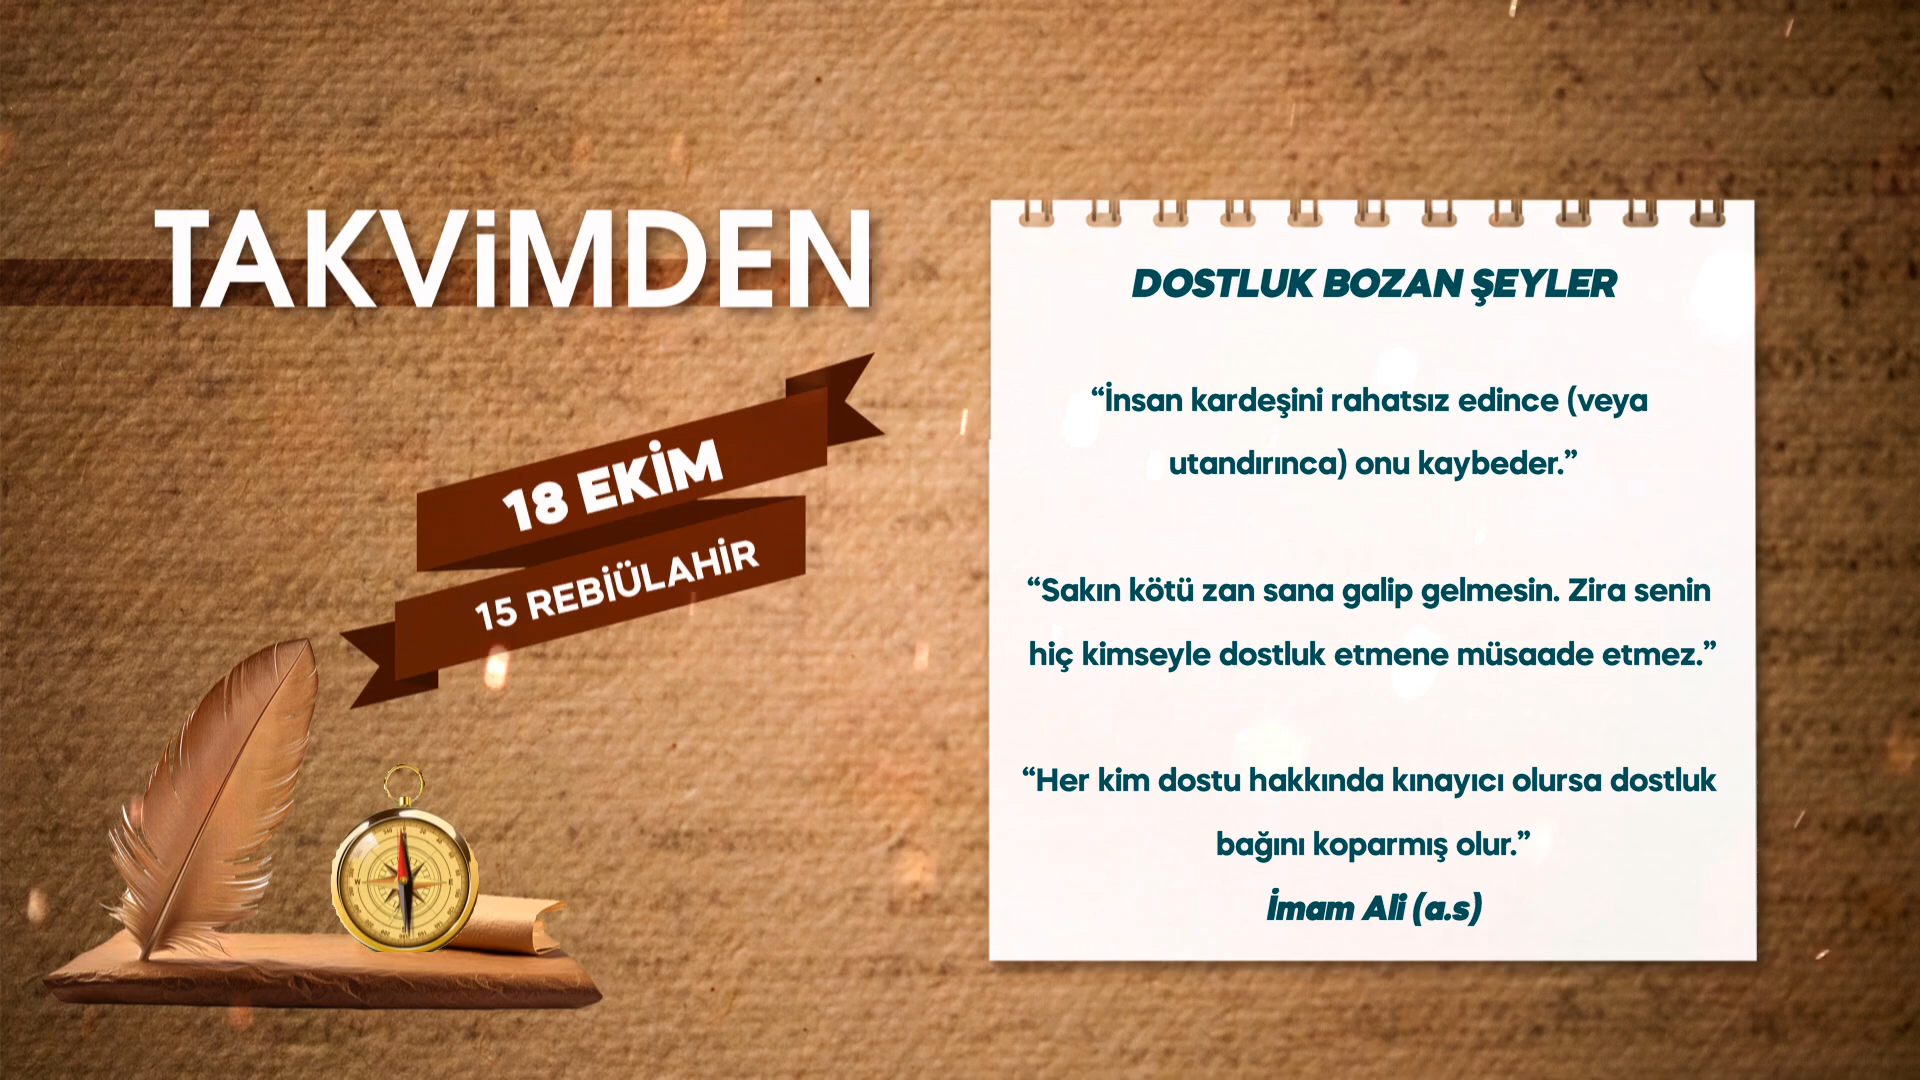 TAKViMDEN
18 EKİM
15 REBİÜLAHİR
DOSTLUK BOZAN ŞEYLER
“İnsan kardeşini rahatsız edince (veya
utandırınca) onu kaybeder.”
“Sakın kötü zan sana galip gelmesin. Zira senin
hiç kimseyle dostluk etmene müsaade etmez.”
“Her kim dostu hakkında kınayıcı olursa dostluk
bağını koparmış olur.”
İmam Ali (a.s)